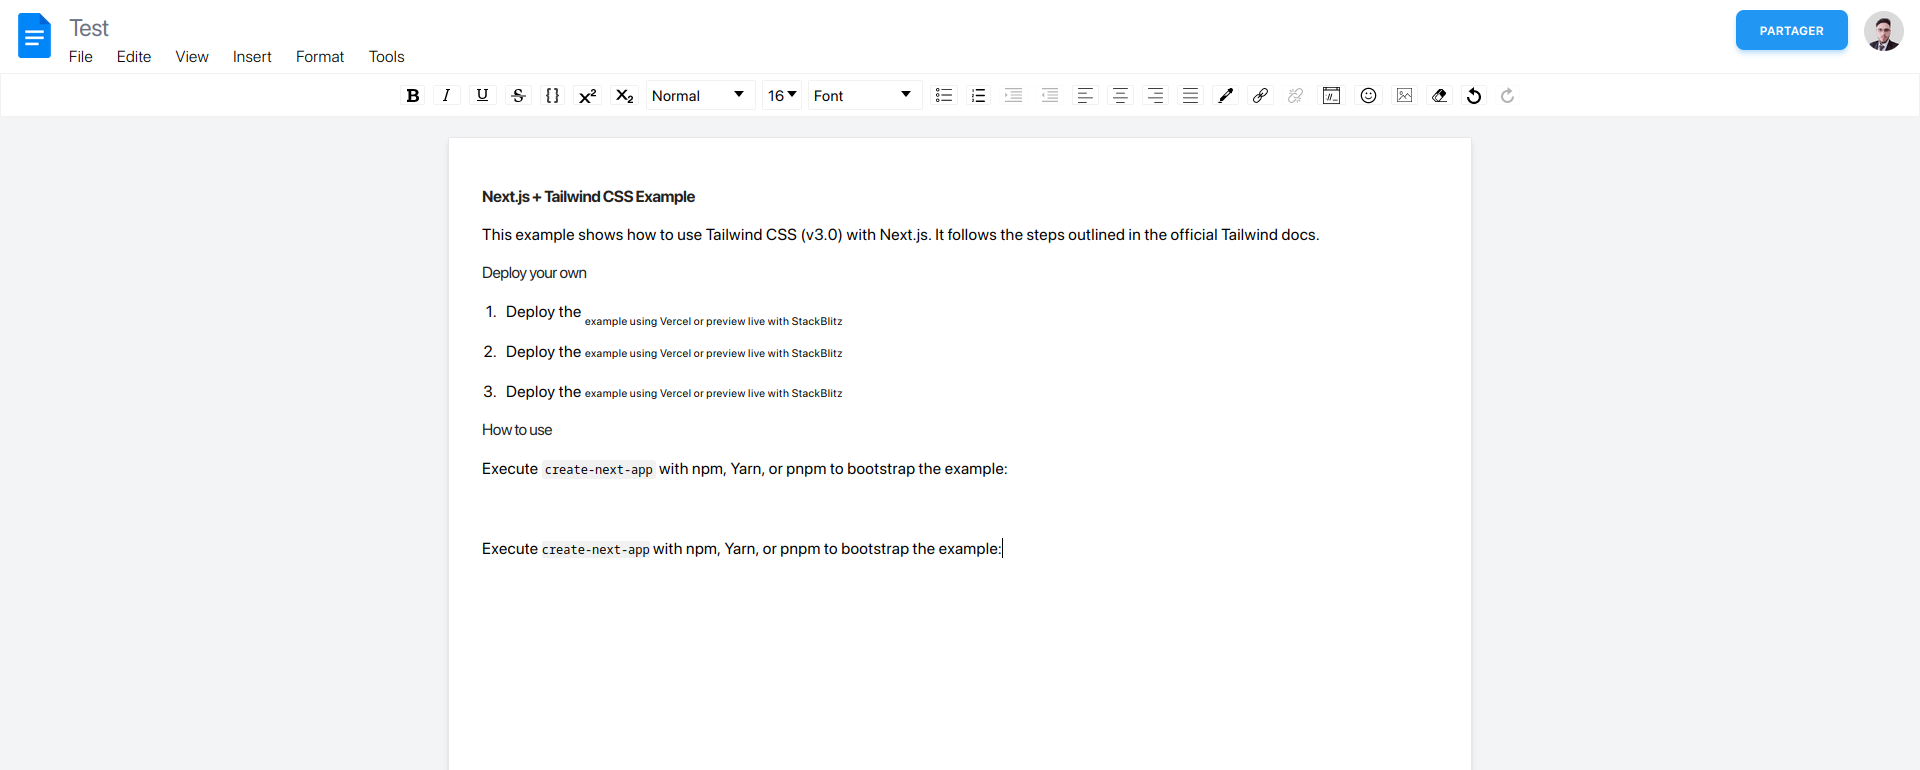 Test
PARTAGER
File Edite View Insert Format Tools
B I U S {} X² X₂ Normal 16 Font
Next.js + Tailwind CSS Example
This example shows how to use Tailwind CSS (v3.0) with Next.js. It follows the steps outlined in the official Tailwind docs.
Deploy your own
1. Deploy the example using Vercel or preview live with StackBlitz
2. Deploy the example using Vercel or preview live with StackBlitz
3. Deploy the example using Vercel or preview live with StackBlitz
How to use
Execute create-next-app with npm, Yarn, or pnpm to bootstrap the example:
Execute create-next-app with npm, Yarn, or pnpm to bootstrap the example: